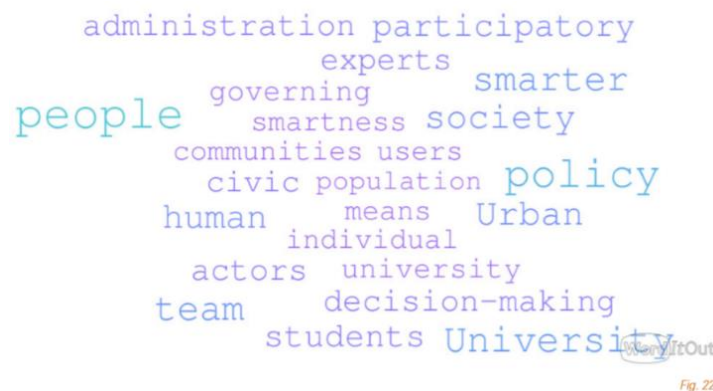 administration participatory
experts
smarter
governing
people
smartness society
communities users
civic population policy
human means Urban
individual
actors university
team decision-making
students University
WordItOut
Fig. 22